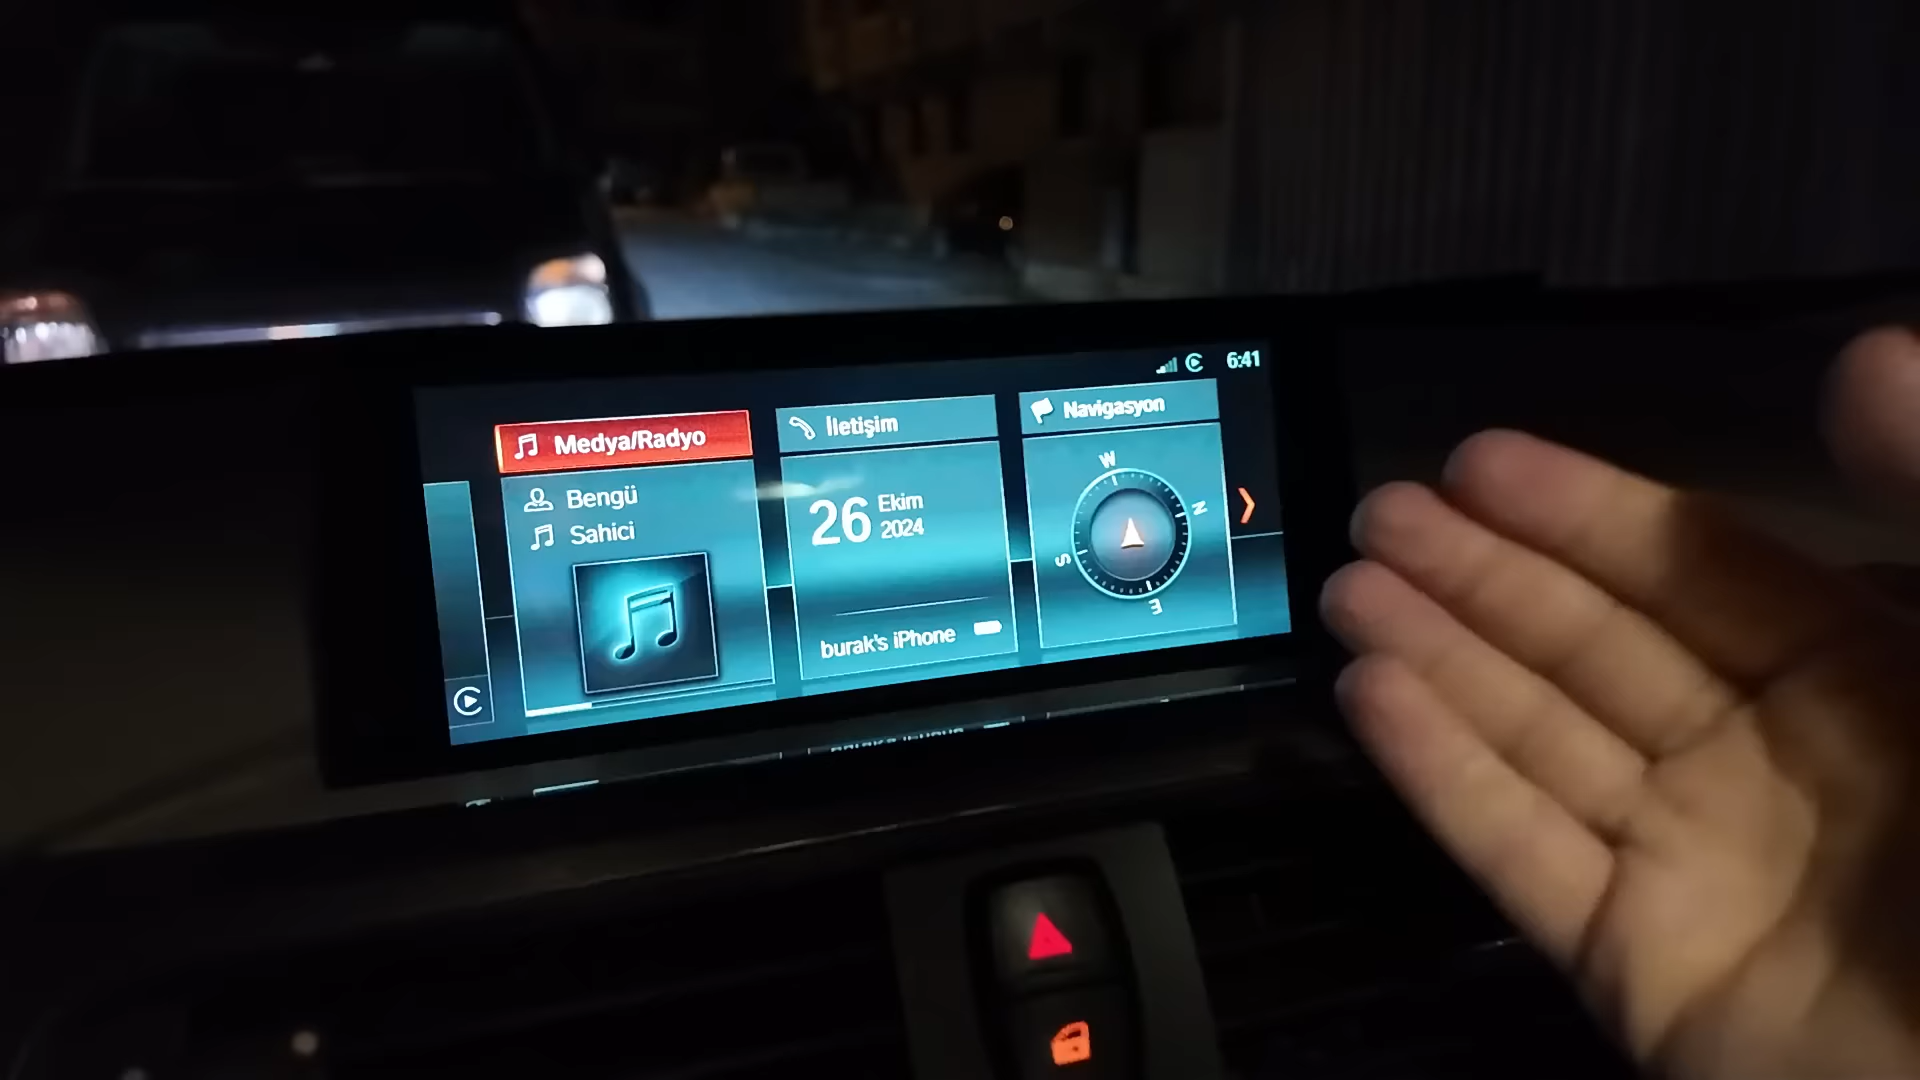 6:41
Medya/Radyo
Bengü
Sahici
İletişim
26 Ekim
2024
burak's iPhone
Navigasyon
W
N
S
E